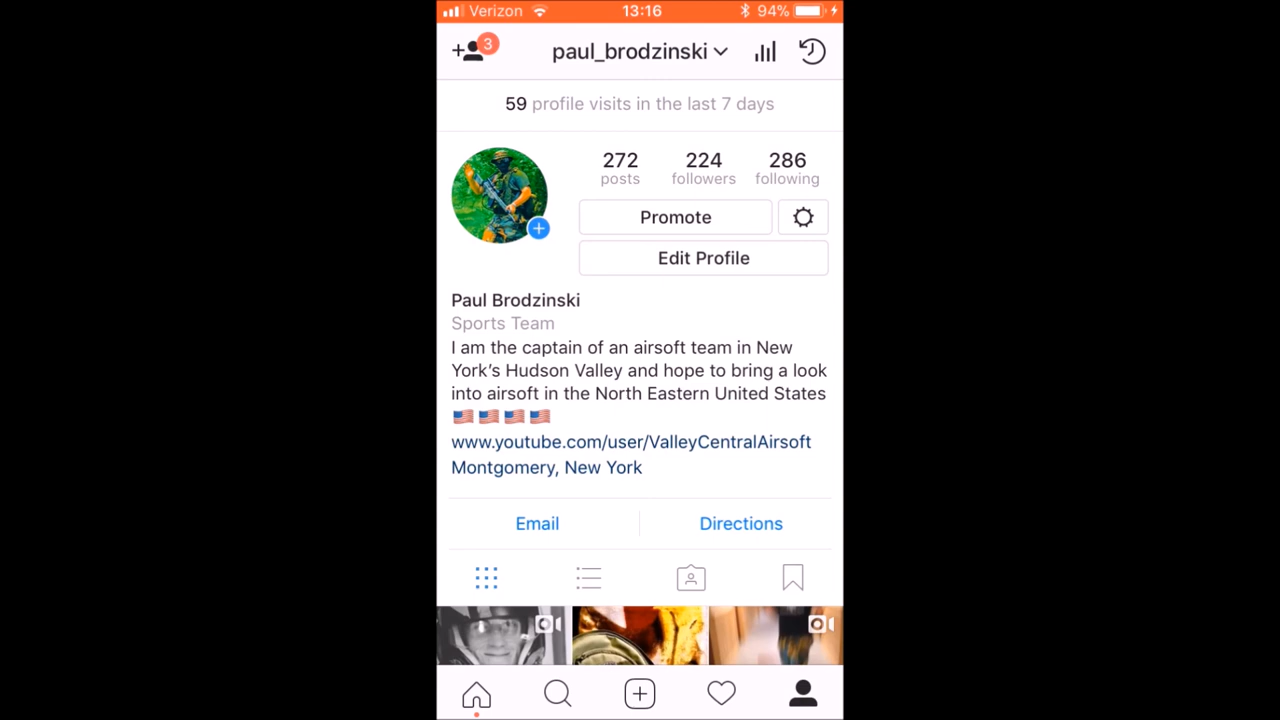 Verizon 13:16 94%
3 paul_brodzinski
59 profile visits in the last 7 days
272 224 286
posts followers following
Promote
Edit Profile
Paul Brodzinski
Sports Team
I am the captain of an airsoft team in New
York’s Hudson Valley and hope to bring a look
into airsoft in the North Eastern United States
🇺🇸 🇺🇸 🇺🇸 🇺🇸
www.youtube.com/user/ValleyCentralAirsoft
Montgomery, New York
Email Directions